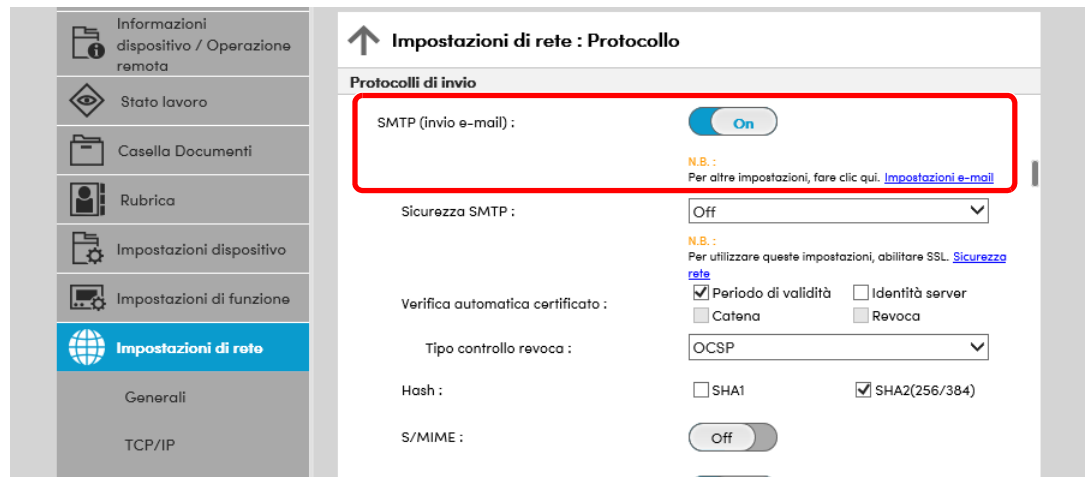 Informazioni
dispositivo / Operazione
remota
Stato lavoro
Casella Documenti
Rubrica
Impostazioni dispositivo
Impostazioni di funzione
Impostazioni di rete
Generali
TCP/IP
Impostazioni di rete : Protocollo
Protocolli di invio
SMTP (invio e-mail) : On
N.B. :
Per altre impostazioni, fare clic qui. Impostazioni e-mail
Sicurezza SMTP : Off
N.B. :
Per utilizzare queste impostazioni, abilitare SSL. Sicurezza
rete
Verifica automatica certificato : Periodo di validità Identità server
Catena Revoca
Tipo controllo revoca : OCSP
Hash : SHA1 SHA2(256/384)
S/MIME : Off